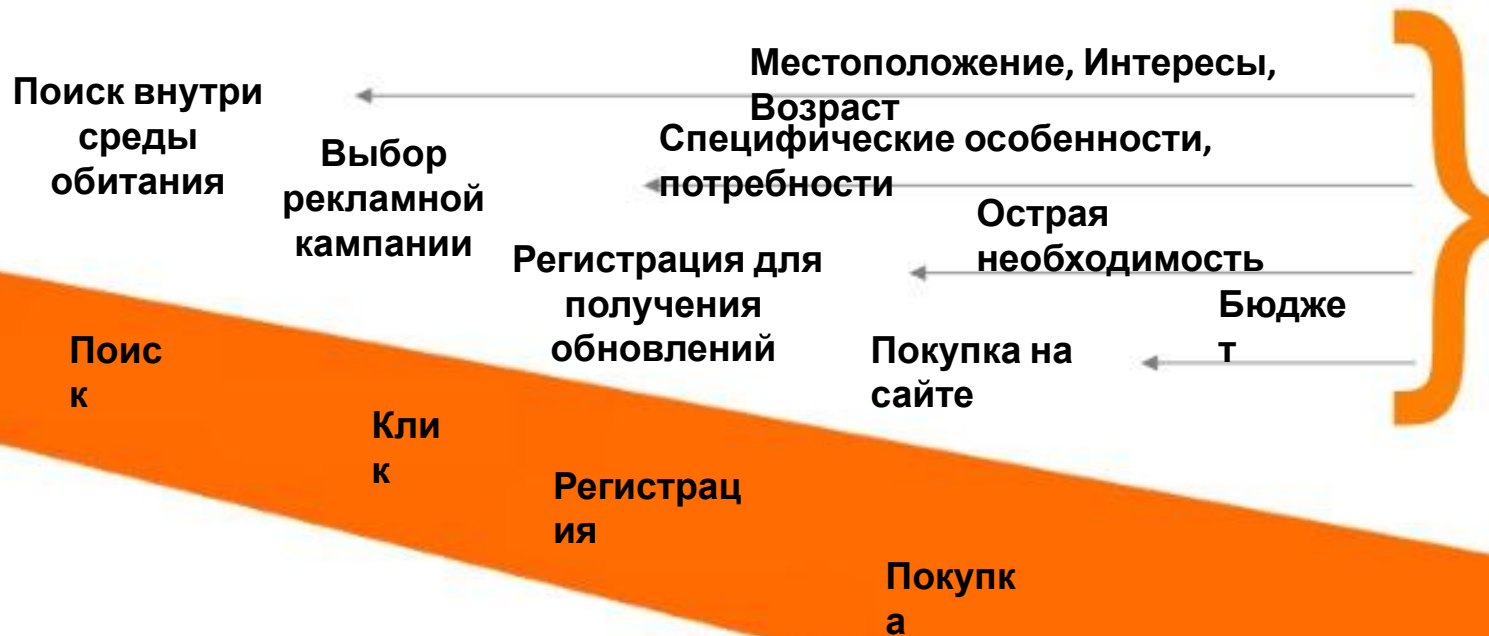 Местоположение, Интересы,
Возраст
Поиск внутри
среды
обитания
Специфические особенности,
потребности
Выбор
рекламной
кампании
Острая
необходимость
Регистрация для
получения
обновлений
Бюдже
т
Покупка на
сайте
Поис
к
Кли
к
Регистрац
ия
Покупк
а